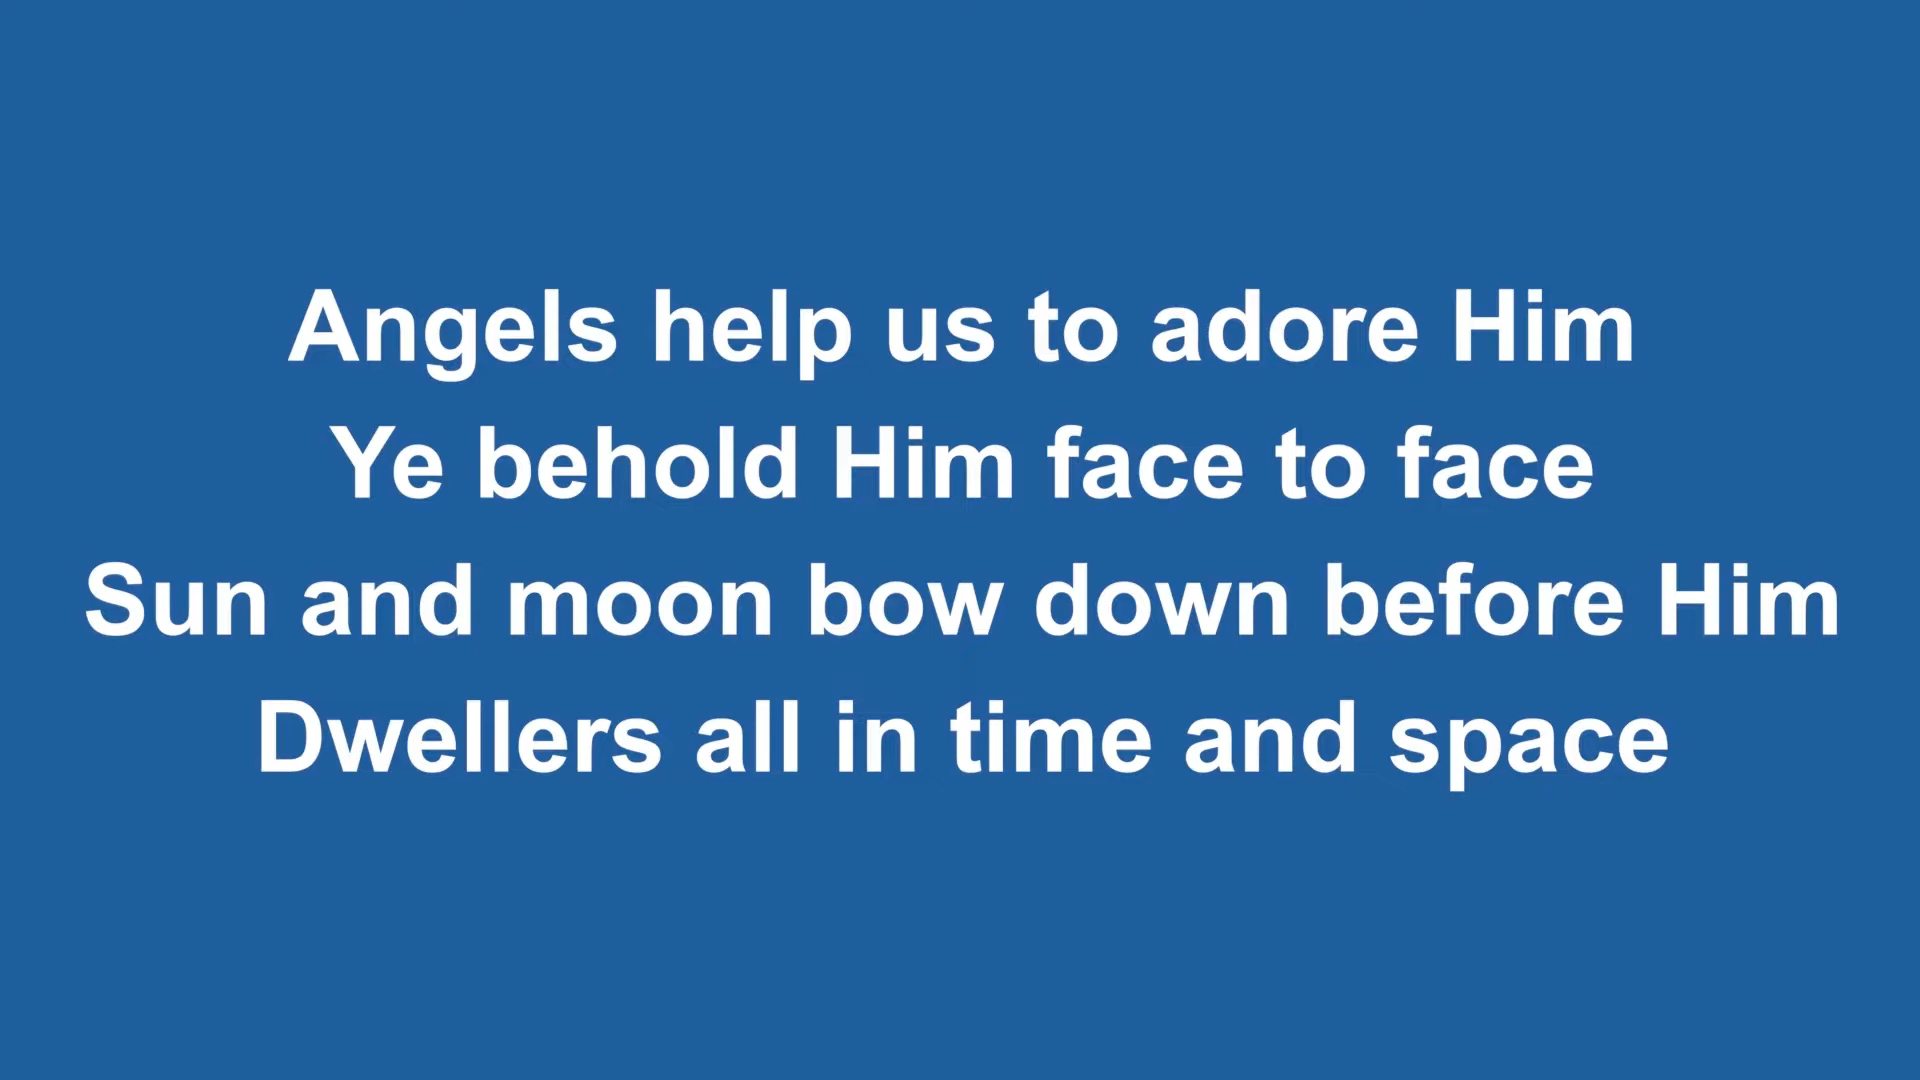 Angels help us to adore Him
Ye behold Him face to face
Sun and moon bow down before Him
Dwellers all in time and space